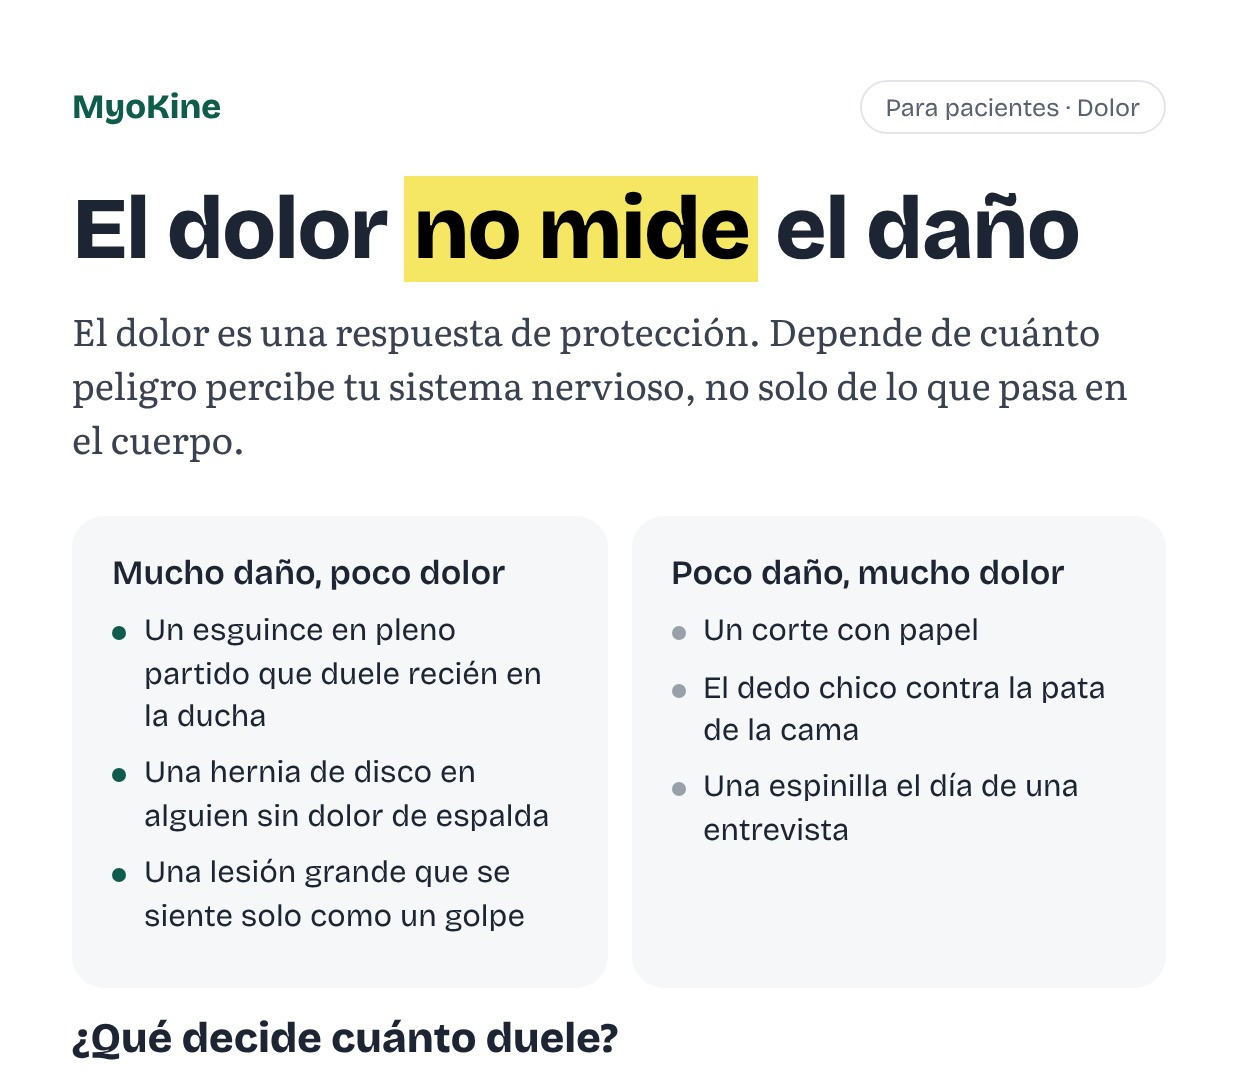 MyoKine
Para pacientes · Dolor
El dolor no mide el daño
El dolor es una respuesta de protección. Depende de cuánto
peligro percibe tu sistema nervioso, no solo de lo que pasa en
el cuerpo.
Mucho daño, poco dolor
Un esguince en pleno
partido que duele recién en
la ducha
Una hernia de disco en
alguien sin dolor de espalda
Una lesión grande que se
siente solo como un golpe
Poco daño, mucho dolor
Un corte con papel
El dedo chico contra la pata
de la cama
Una espinilla el día de una
entrevista
¿Qué decide cuánto duele?